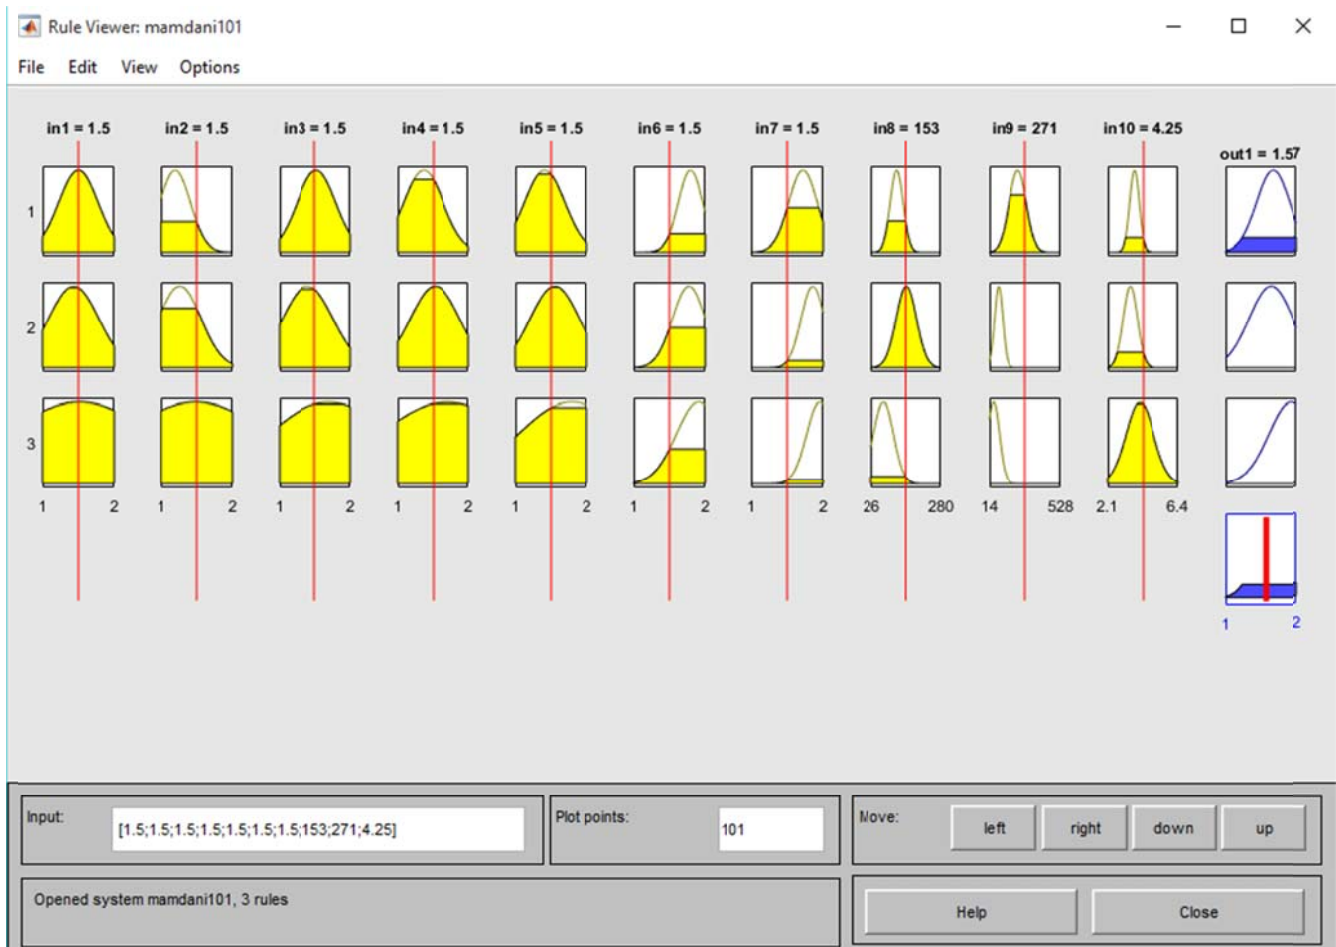 Rule Viewer: mamdani101
File Edit View Options
in1 = 1.5 in2 = 1.5 in3 = 1.5 in4 = 1.5 in5 = 1.5 in6 = 1.5 in7 = 1.5 in8 = 153 in9 = 271 in10 = 4.25
out1 = 1.57
1
2
3
1 2 1 2 1 2 1 2 1 2 1 2 1 2 26 280 14 528 2.1 6.4
1 2
Input: [1.5;1.5;1.5;1.5;1.5;1.5;1.5;153;271;4.25] Plot points: 101 Move: left right down up
Opened system mamdani101, 3 rules Help Close